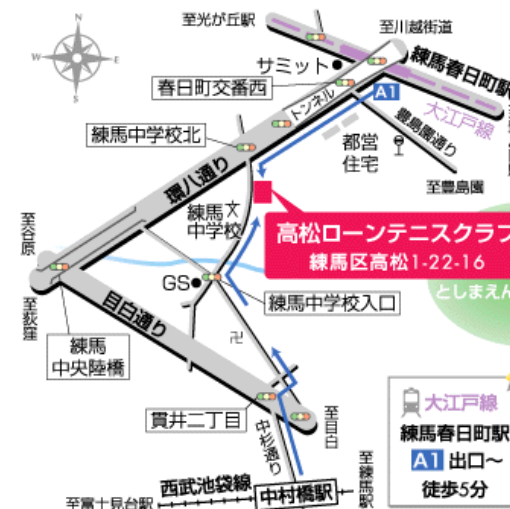 N
W
E
S
至光が丘駅
至川越街道
サミット
練馬春日町駅
春日町交番西
トンネル
A1
大江戸線
豊島園通り
都営
住宅
練馬中学校北
環八通り
至豊島園
練馬
中学校
文
高松ローンテニスクラブ
練馬区高松1-22-16
至谷原
GS
練馬中学校入口
としまえん
至荻窪
目白通り
卍
練馬
中央陸橋
貫井二丁目
至目白
中杉通り
大江戸線
練馬春日町駅
A1 出口～
徒歩5分
西武池袋線
中村橋駅
至富士見台駅
至練馬駅